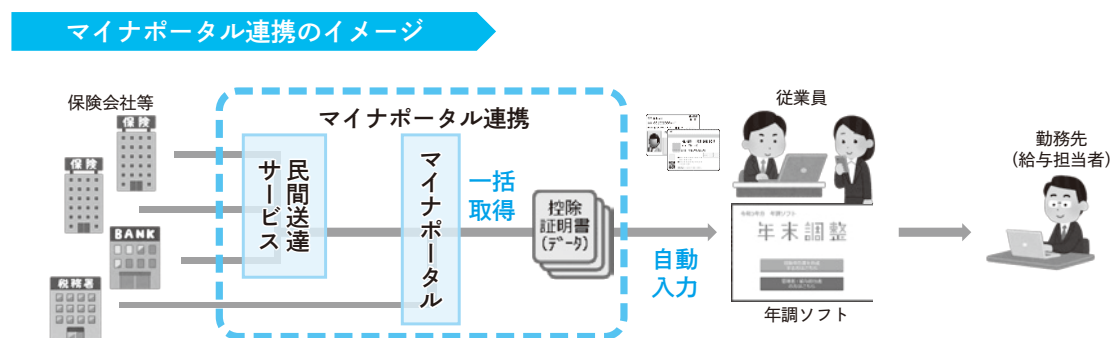 マイナポータル連携のイメージ
保険会社等
保険
保険
BANK
税務署
マイナポータル連携
民間送達
サービス
マイナポータル
一括
取得
控除
証明書
(データ)
自動
入力
従業員
年末調整
年調ソフト
勤務先
(給与担当者)